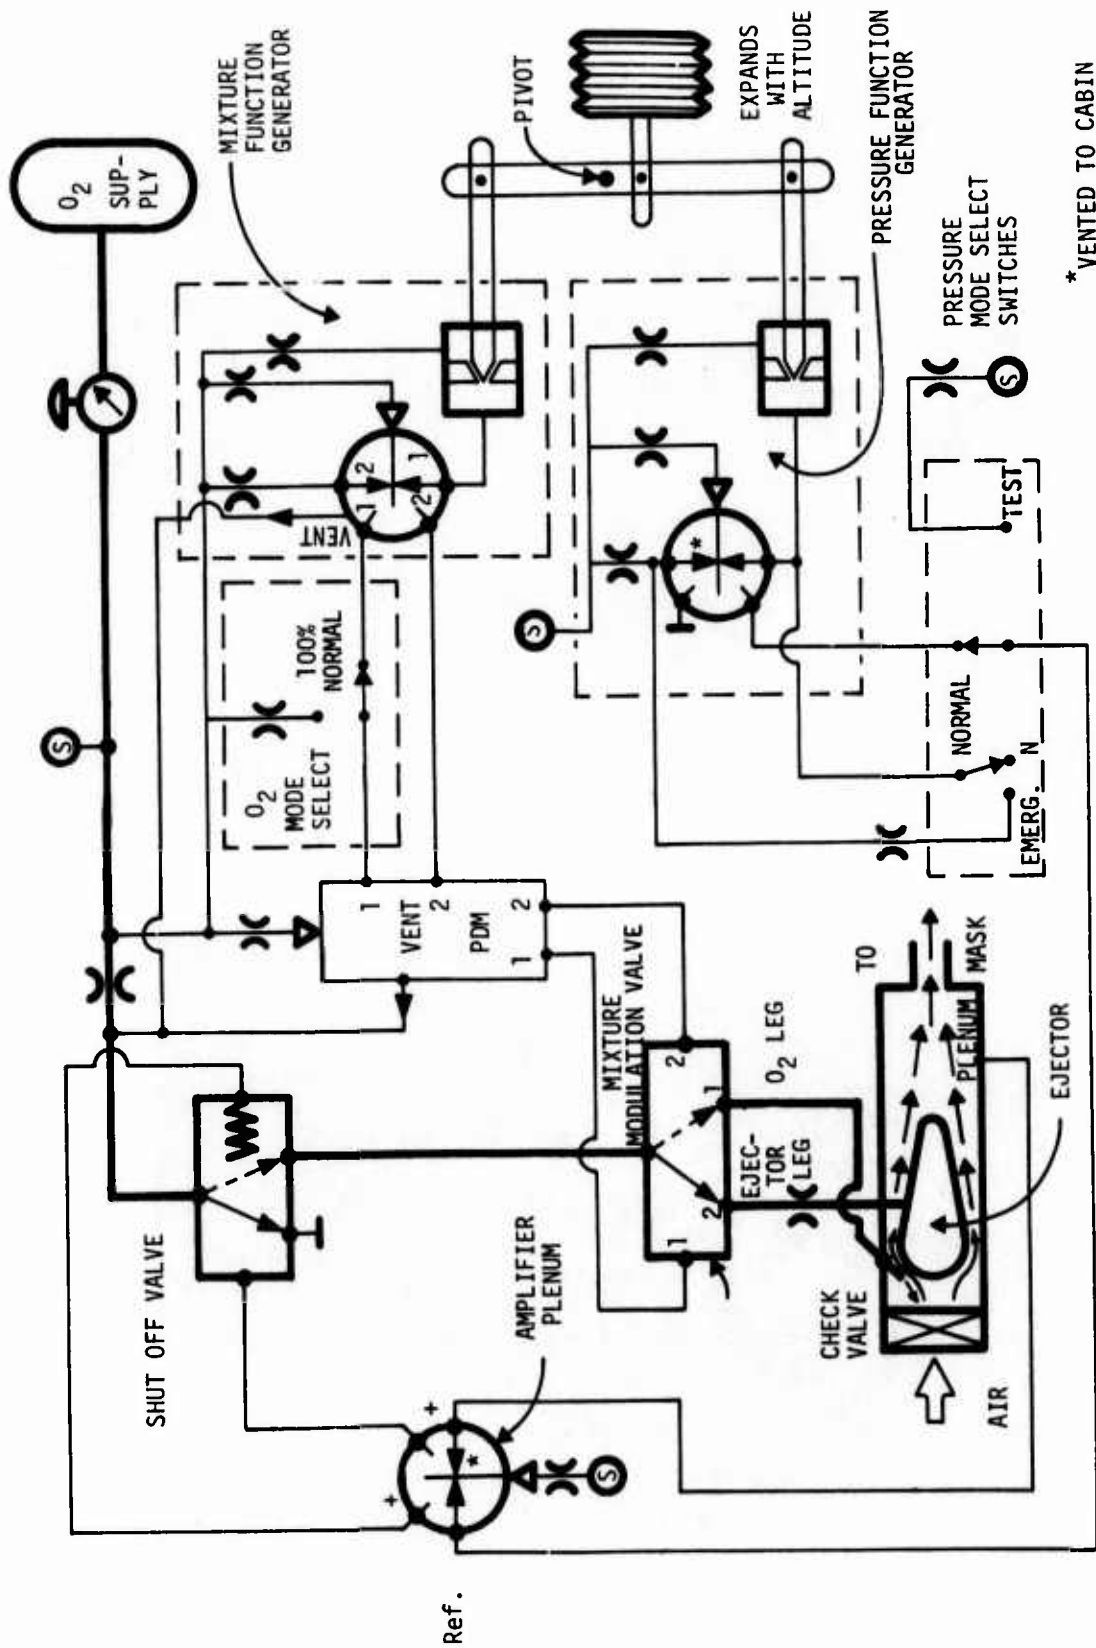 O2
SUP-
PLY
MIXTURE
FUNCTION
GENERATOR
PIVOT
EXPANDS
WITH
ALTITUDE
PRESSURE FUNCTION
GENERATOR
PRESSURE
MODE SELECT
SWITCHES
*VENTED TO CABIN
S
S
S
S
VENT
1
2
2
1
*
O2
MODE
SELECT
100%
NORMAL
1
VENT
2
PDM
1
2
TEST
NORMAL
N
EMERG.
SHUT OFF VALVE
MIXTURE
MODULATION VALVE
1
2
2
1
EJEC-
TOR
LEG
O2 LEG
TO
MASK
PLENUM
EJECTOR
CHECK
VALVE
AIR
AMPLIFIER
PLENUM
+
+
*
Ref.